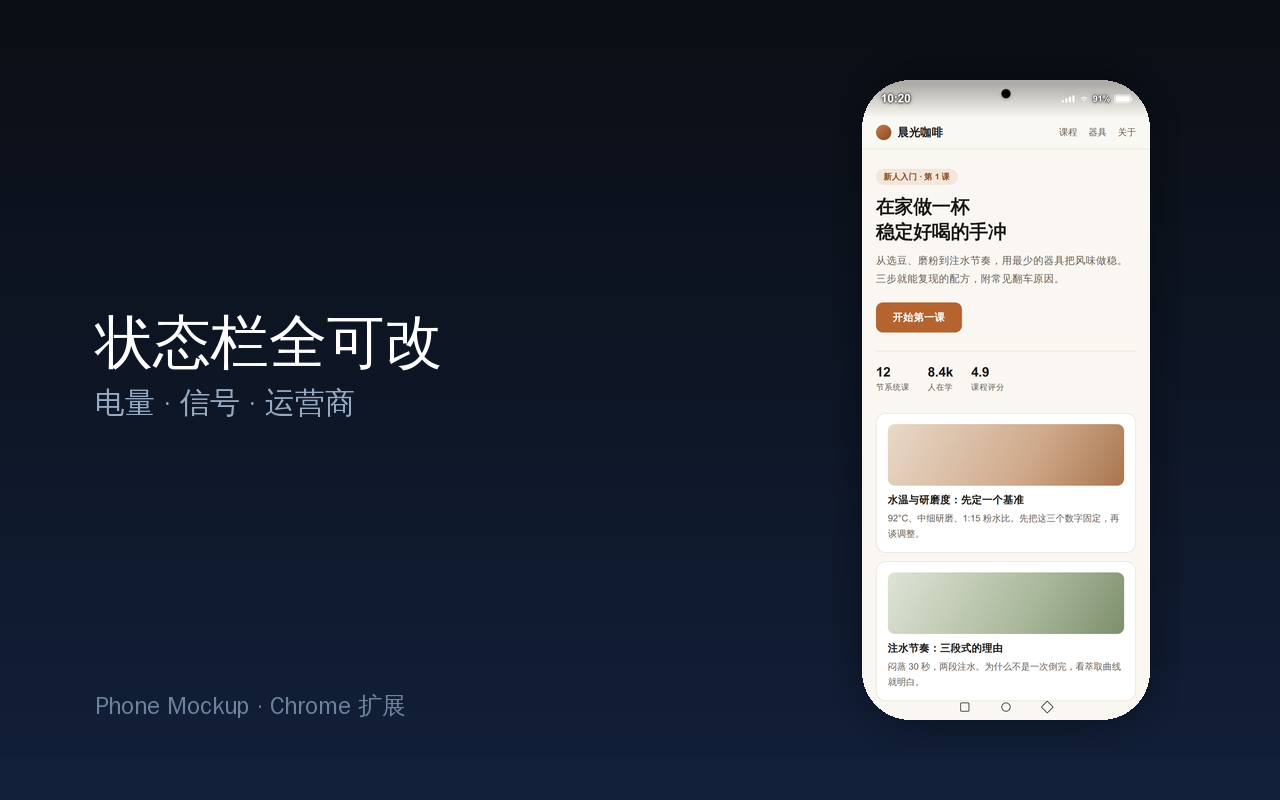 状态栏全可改
电量 · 信号 · 运营商
Phone Mockup · Chrome 扩展
10:20
91%
晨光咖啡
课程 器具 关于
新人入门 · 第 1 课
在家做一杯
稳定好喝的手冲
从选豆、磨粉到注水节奏，用最少的器具把风味做稳。
三步就能复现的配方，附常见翻车原因。
开始第一课
12 8.4k 4.9
节系统课 人在学 课程评分
水温与研磨度：先定一个基准
92°C、中细研磨、1:15 粉水比。先把这三个数字固定，再
谈调整。
注水节奏：三段式的理由
闷蒸 30 秒，两段注水。为什么不是一次倒完，看萃取曲线
就明白。